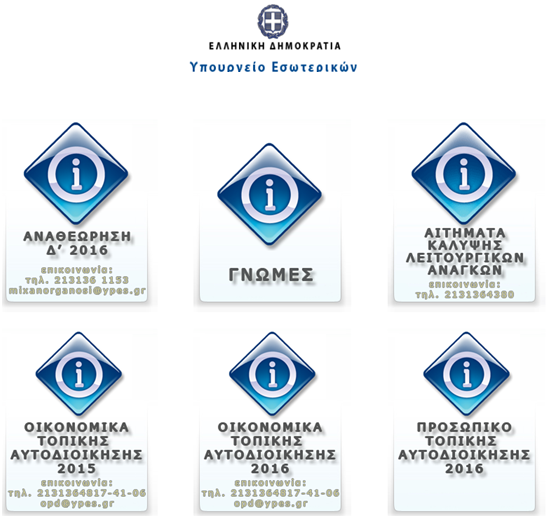 ΕΛΛΗΝΙΚΗ ΔΗΜΟΚΡΑΤΙΑ
Υπουργείο Εσωτερικών
ΑΝΑΘΕΩΡΗΣΗ
Δ' 2016
επικοινωνία:
τηλ. 213136 1153
mixanorganosi@ypes.gr
ΓΝΩΜΕΣ
ΑΙΤΗΜΑΤΑ
ΚΑΛΥΨΗΣ
ΛΕΙΤΟΥΡΓΙΚΩΝ
ΑΝΑΓΚΩΝ
επικοινωνία:
τηλ. 2131364380
ΟΙΚΟΝΟΜΙΚΑ
ΤΟΠΙΚΗΣ
ΑΥΤΟΔΙΟΙΚΗΣΗΣ
2015
επικοινωνία:
τηλ. 2131364817-41-06
opd@ypes.gr
ΟΙΚΟΝΟΜΙΚΑ
ΤΟΠΙΚΗΣ
ΑΥΤΟΔΙΟΙΚΗΣΗΣ
2016
επικοινωνία:
τηλ. 2131364817-41-06
opd@ypes.gr
ΠΡΟΣΩΠΙΚΟ
ΤΟΠΙΚΗΣ
ΑΥΤΟΔΙΟΙΚΗΣΗΣ
2016